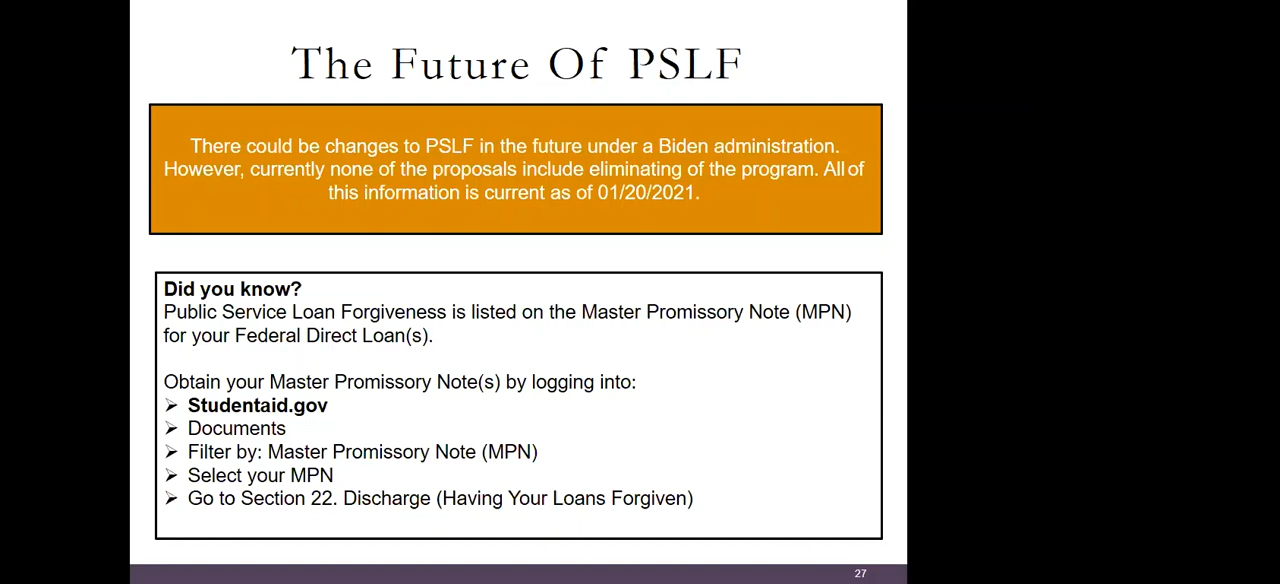 The Future Of PSLF
There could be changes to PSLF in the future under a Biden administration.
However, currently none of the proposals include eliminating of the program. All of
this information is current as of 01/20/2021.
Did you know?
Public Service Loan Forgiveness is listed on the Master Promissory Note (MPN)
for your Federal Direct Loan(s).
Obtain your Master Promissory Note(s) by logging into:
➢ Studentaid.gov
➢ Documents
➢ Filter by: Master Promissory Note (MPN)
➢ Select your MPN
➢ Go to Section 22. Discharge (Having Your Loans Forgiven)
27